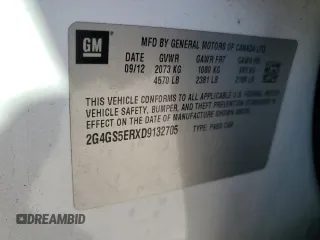 GM
MFD BY GENERAL MOTORS OF CANADA LTD
DATE GVWR GAWR FRT GAWR RR
09/12 2073 KG 1080 KG
4570 LB 2381 LB
THIS VEHICLE CONFORMS TO ALL APPLICABLE U.S. FEDERAL MOTOR
VEHICLE SAFETY, BUMPER, AND THEFT PREVENTION STANDARDS
IN EFFECT ON THE DATE OF MANUFACTURE SHOWN ABOVE.
2G4GS5ERXD9132705 TYPE: PASS CAR
DREAMBID